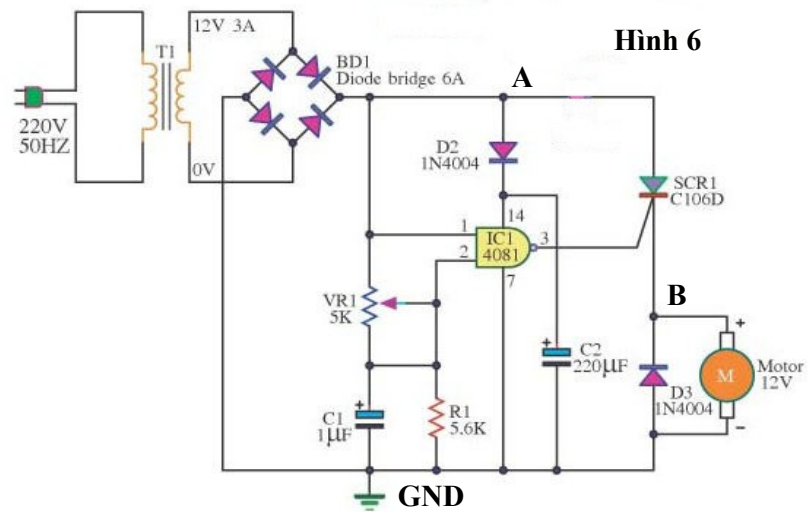 Hình 6
12V 3A
T1
BD1
Diode bridge 6A
A
220V
50HZ
0V
D2
1N4004
SCR1
C106D
14
1
IC1
4081
3
2
7
VR1
5K
B
+
C2
220µF
+
M
Motor
12V
D3
1N4004
–
+
C1
1µF
R1
5.6K
GND